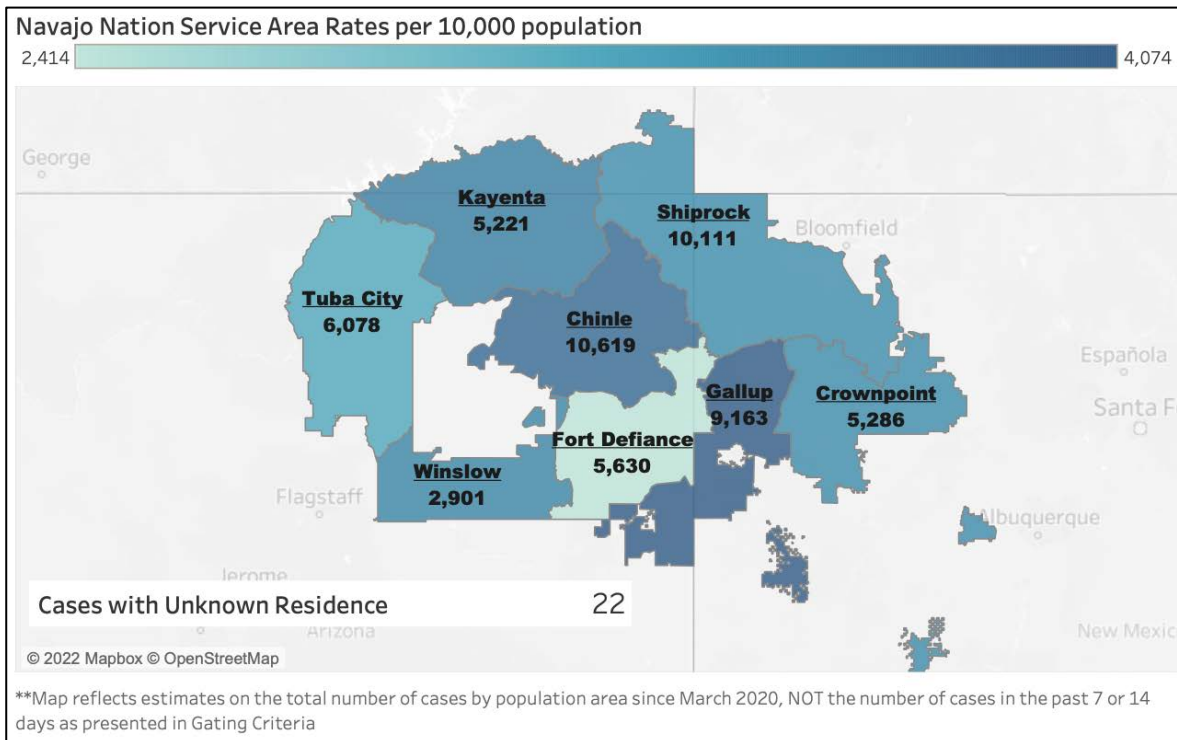 Navajo Nation Service Area Rates per 10,000 population
2,414
4,074
George
Kayenta
5,221
Shiprock
10,111
Bloomfield
Tuba City
6,078
Chinle
10,619
Española
Gallup
9,163
Crownpoint
5,286
Santa F
Fort Defiance
5,630
Winslow
2,901
Flagstaff
Albuquerque
Jerome
Cases with Unknown Residence 22
Arizona
New Mexic
© 2022 Mapbox © OpenStreetMap
**Map reflects estimates on the total number of cases by population area since March 2020, NOT the number of cases in the past 7 or 14
days as presented in Gating Criteria